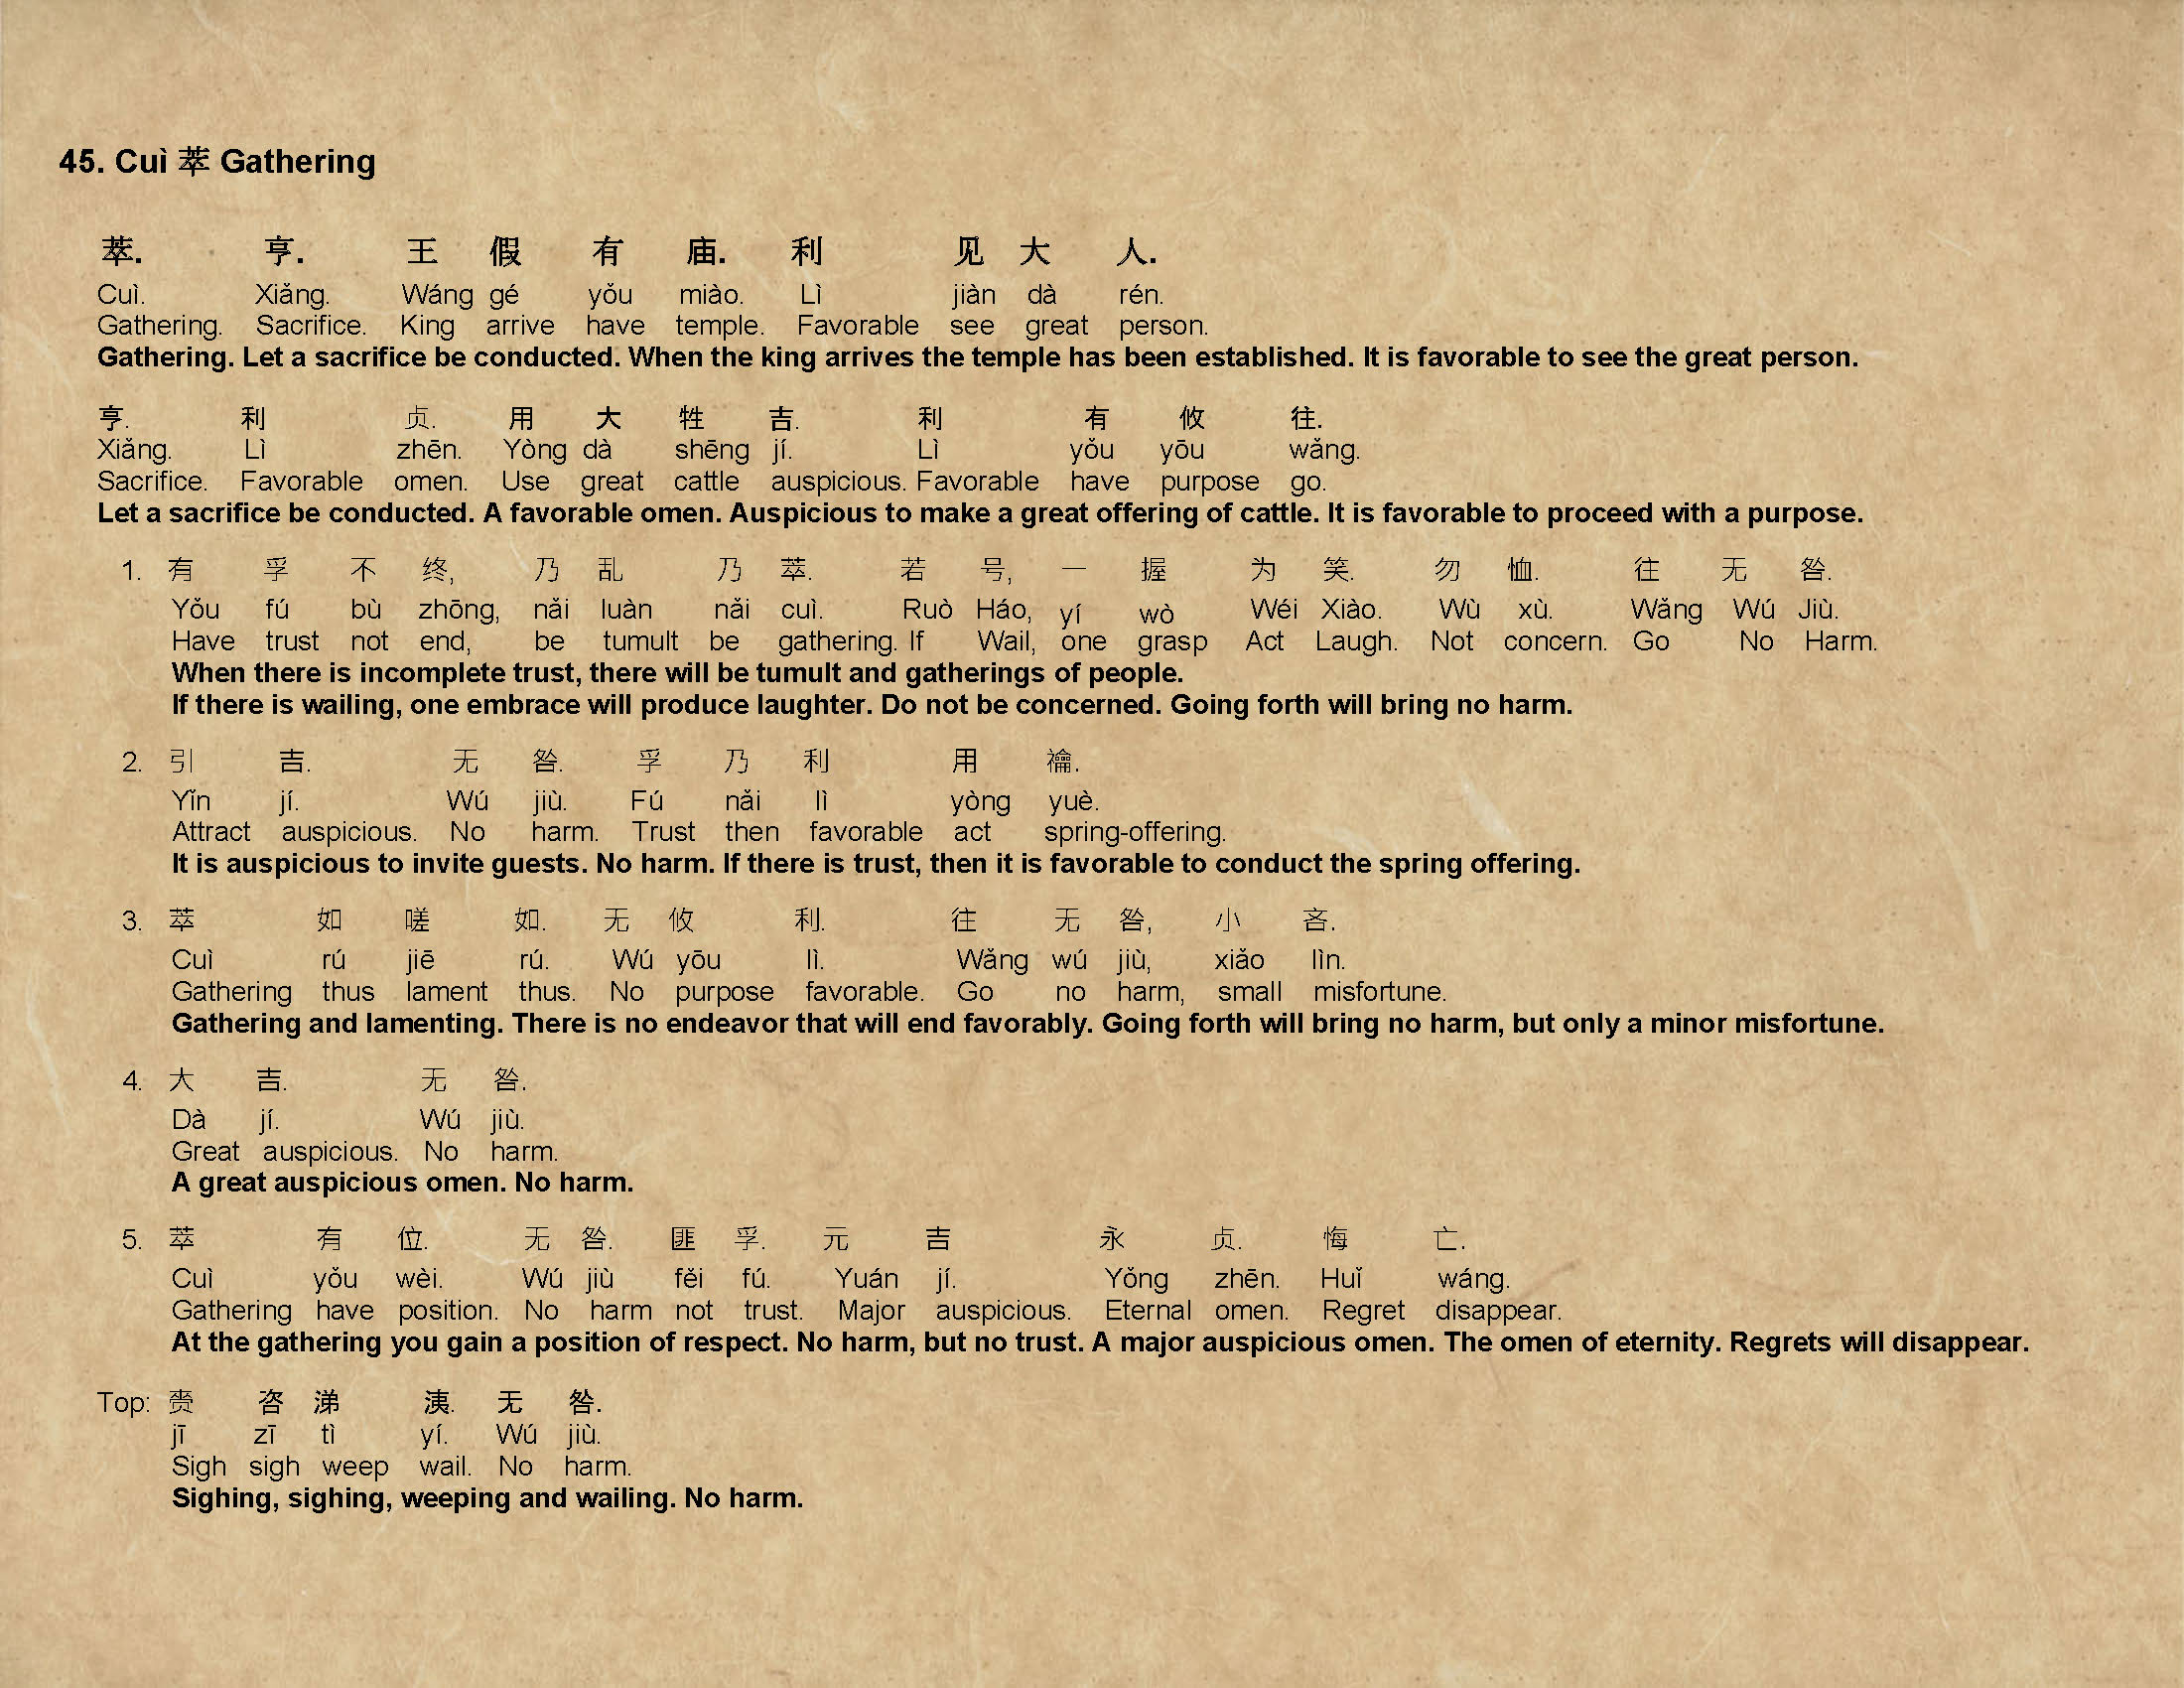 45. Cuì 萃 Gathering
萃. 亨. 王 假 有 庙. 利 见 大 人.
Cuì. Xiǎng. Wáng gé yǒu miào. Lì jiàn dà rén.
Gathering. Sacrifice. King arrive have temple. Favorable see great person.
Gathering. Let a sacrifice be conducted. When the king arrives the temple has been established. It is favorable to see the great person.
亨. 利 贞. 用 大 牲 吉. 利 有 攸 往.
Xiǎng. Lì zhēn. Yòng dà shēng jí. Lì yǒu yōu wǎng.
Sacrifice. Favorable omen. Use great cattle auspicious. Favorable have purpose go.
Let a sacrifice be conducted. A favorable omen. Auspicious to make a great offering of cattle. It is favorable to proceed with a purpose.
1. 有 孚 不 终, 乃 乱 乃 萃. 若 号, 一 握 为 笑. 勿 恤. 往 无 咎.
Yǒu fú bù zhōng, nǎi luàn nǎi cuì. Ruò Háo, yí wò Wéi Xiào. Wù xù. Wǎng Wú Jiù.
Have trust not end, be tumult be gathering. If Wail, one grasp Act Laugh. Not concern. Go No Harm.
When there is incomplete trust, there will be tumult and gatherings of people.
If there is wailing, one embrace will produce laughter. Do not be concerned. Going forth will bring no harm.
2. 引 吉. 无 咎. 孚 乃 利 用 禴.
Yǐn jí. Wú jiù. Fú nǎi lì yòng yuè.
Attract auspicious. No harm. Trust then favorable act spring-offering.
It is auspicious to invite guests. No harm. If there is trust, then it is favorable to conduct the spring offering.
3. 萃 如 嗟 如. 无 攸 利. 往 无 咎, 小 吝.
Cuì rú jiē rú. Wú yōu lì. Wǎng wú jiù, xiǎo lìn.
Gathering thus lament thus. No purpose favorable. Go no harm, small misfortune.
Gathering and lamenting. There is no endeavor that will end favorably. Going forth will bring no harm, but only a minor misfortune.
4. 大 吉. 无 咎.
Dà jí. Wú jiù.
Great auspicious. No harm.
A great auspicious omen. No harm.
5. 萃 有 位. 无 咎. 匪 孚. 元 吉 永 贞. 悔 亡.
Cuì yǒu wèi. Wú jiù fěi fú. Yuán jí. Yǒng zhēn. Huǐ wáng.
Gathering have position. No harm not trust. Major auspicious. Eternal omen. Regret disappear.
At the gathering you gain a position of respect. No harm, but no trust. A major auspicious omen. The omen of eternity. Regrets will disappear.
Top: 赍 咨 涕 洟. 无 咎.
jī zī tì yí. Wú jiù.
Sigh sigh weep wail. No harm.
Sighing, sighing, weeping and wailing. No harm.